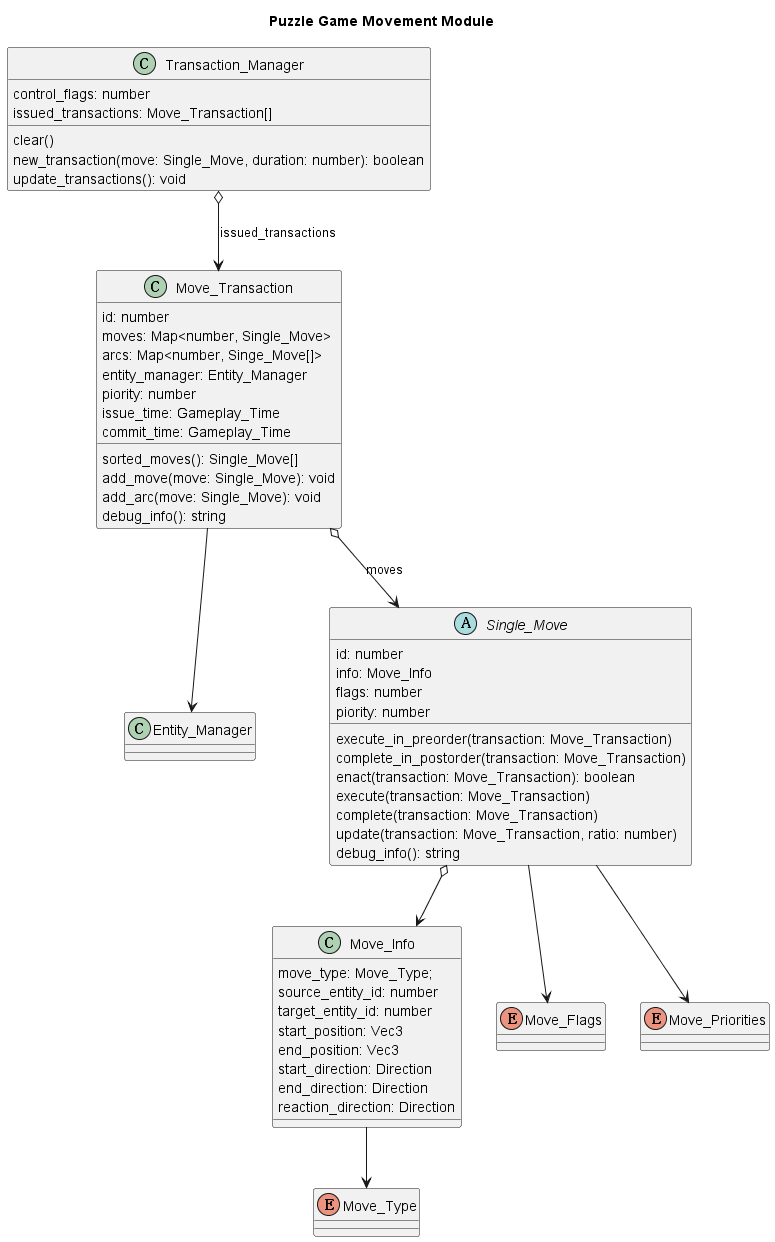 Puzzle Game Movement Module
C Transaction_Manager
control_flags: number
issued_transactions: Move_Transaction[]
clear()
new_transaction(move: Single_Move, duration: number): boolean
update_transactions(): void
issued_transactions
C Move_Transaction
id: number
moves: Map<number, Single_Move>
arcs: Map<number, Singe_Move[]>
entity_manager: Entity_Manager
piority: number
issue_time: Gameplay_Time
commit_time: Gameplay_Time
sorted_moves(): Single_Move[]
add_move(move: Single_Move): void
add_arc(move: Single_Move): void
debug_info(): string
moves
A Single_Move
id: number
info: Move_Info
flags: number
piority: number
execute_in_preorder(transaction: Move_Transaction)
complete_in_postorder(transaction: Move_Transaction)
enact(transaction: Move_Transaction): boolean
execute(transaction: Move_Transaction)
complete(transaction: Move_Transaction)
update(transaction: Move_Transaction, ratio: number)
debug_info(): string
C Entity_Manager
C Move_Info
move_type: Move_Type;
source_entity_id: number
target_entity_id: number
start_position: Vec3
end_position: Vec3
start_direction: Direction
end_direction: Direction
reaction_direction: Direction
E Move_Flags
E Move_Priorities
E Move_Type